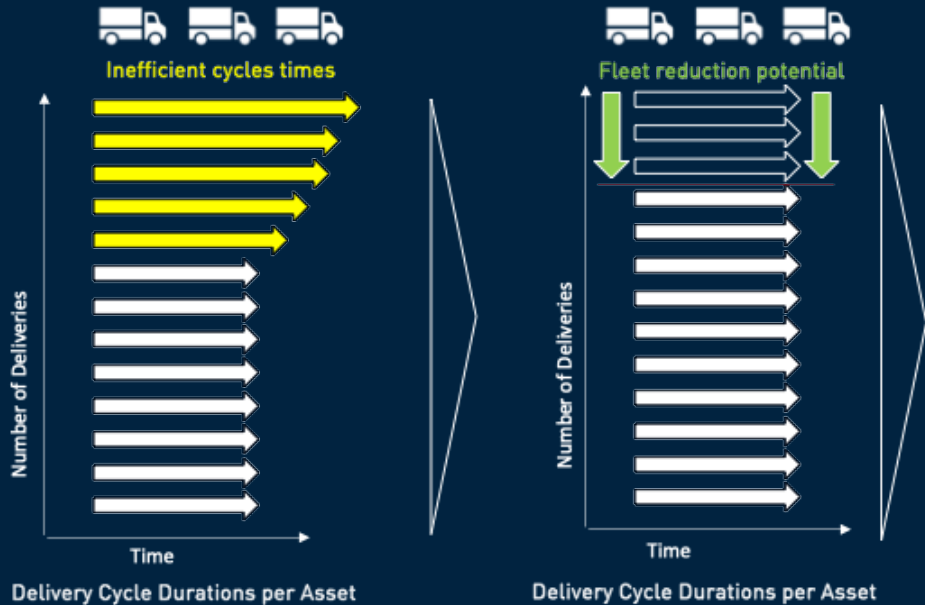 Inefficient cycles times
Number of Deliveries
Time
Delivery Cycle Durations per Asset
Fleet reduction potential
Number of Deliveries
Time
Delivery Cycle Durations per Asset